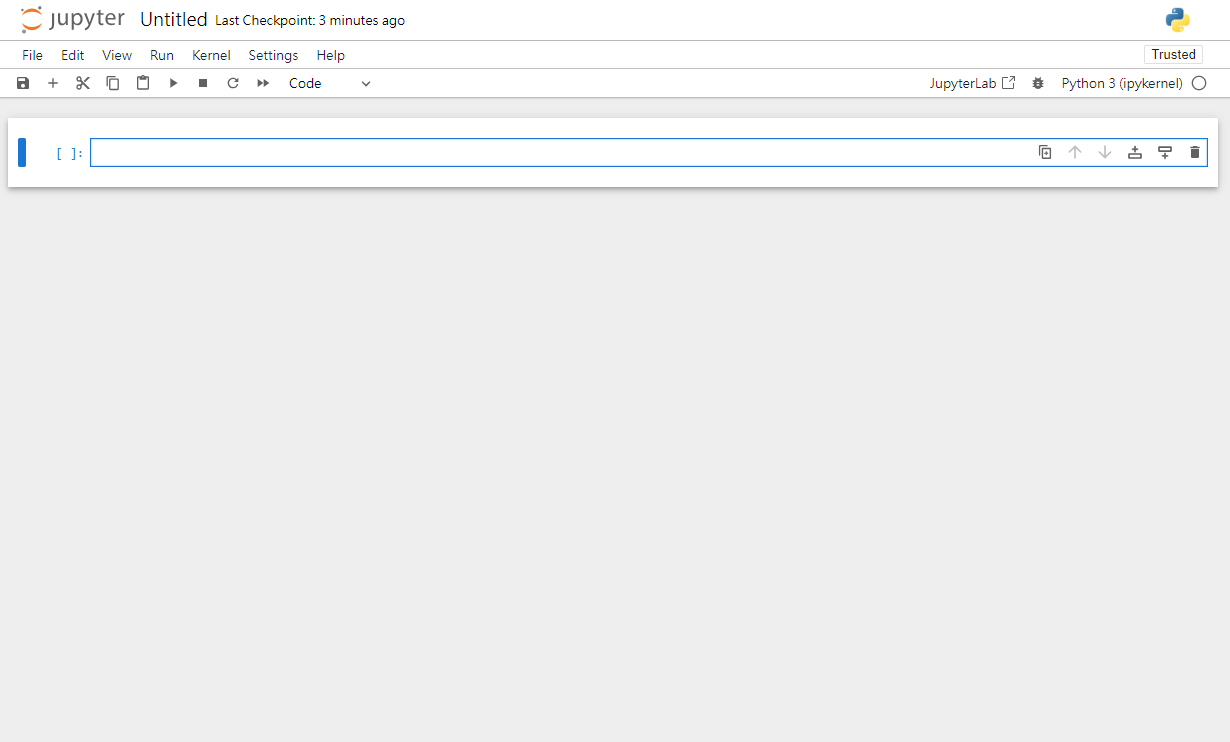 jupyter Untitled Last Checkpoint: 3 minutes ago
File Edit View Run Kernel Settings Help Trusted
Code JupyterLab Python 3 (ipykernel)
[ ]: